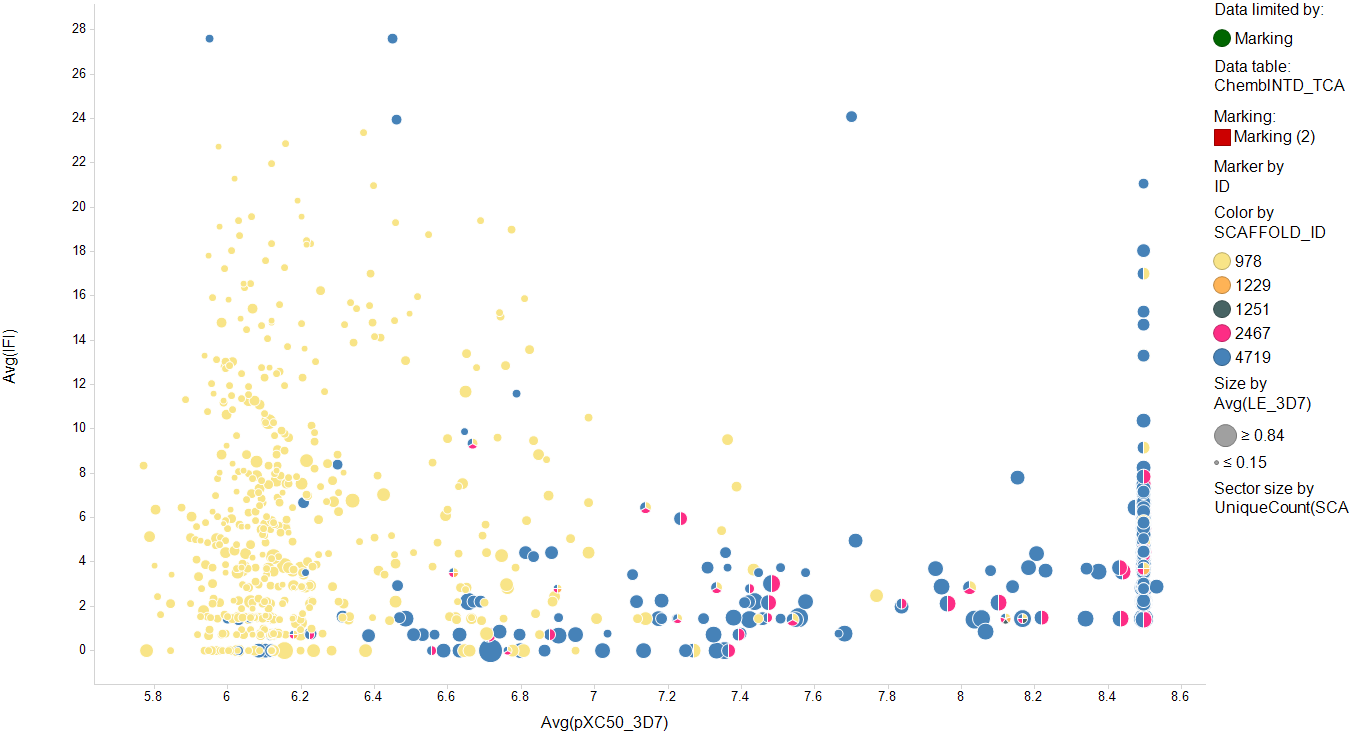 28
26
24
22
20
18
16
14
12
10
8
6
4
2
0
Avg(IFI)
5.8 6 6.2 6.4 6.6 6.8 7 7.2 7.4 7.6 7.8 8 8.2 8.4 8.6
Avg(pXC50_3D7)
Data limited by:
Marking
Data table:
ChemblNTD_TCA
Marking:
Marking (2)
Marker by
ID
Color by
SCAFFOLD_ID
978
1229
1251
2467
4719
Size by
Avg(LE_3D7)
≥ 0.84
≤ 0.15
Sector size by
UniqueCount(SCA